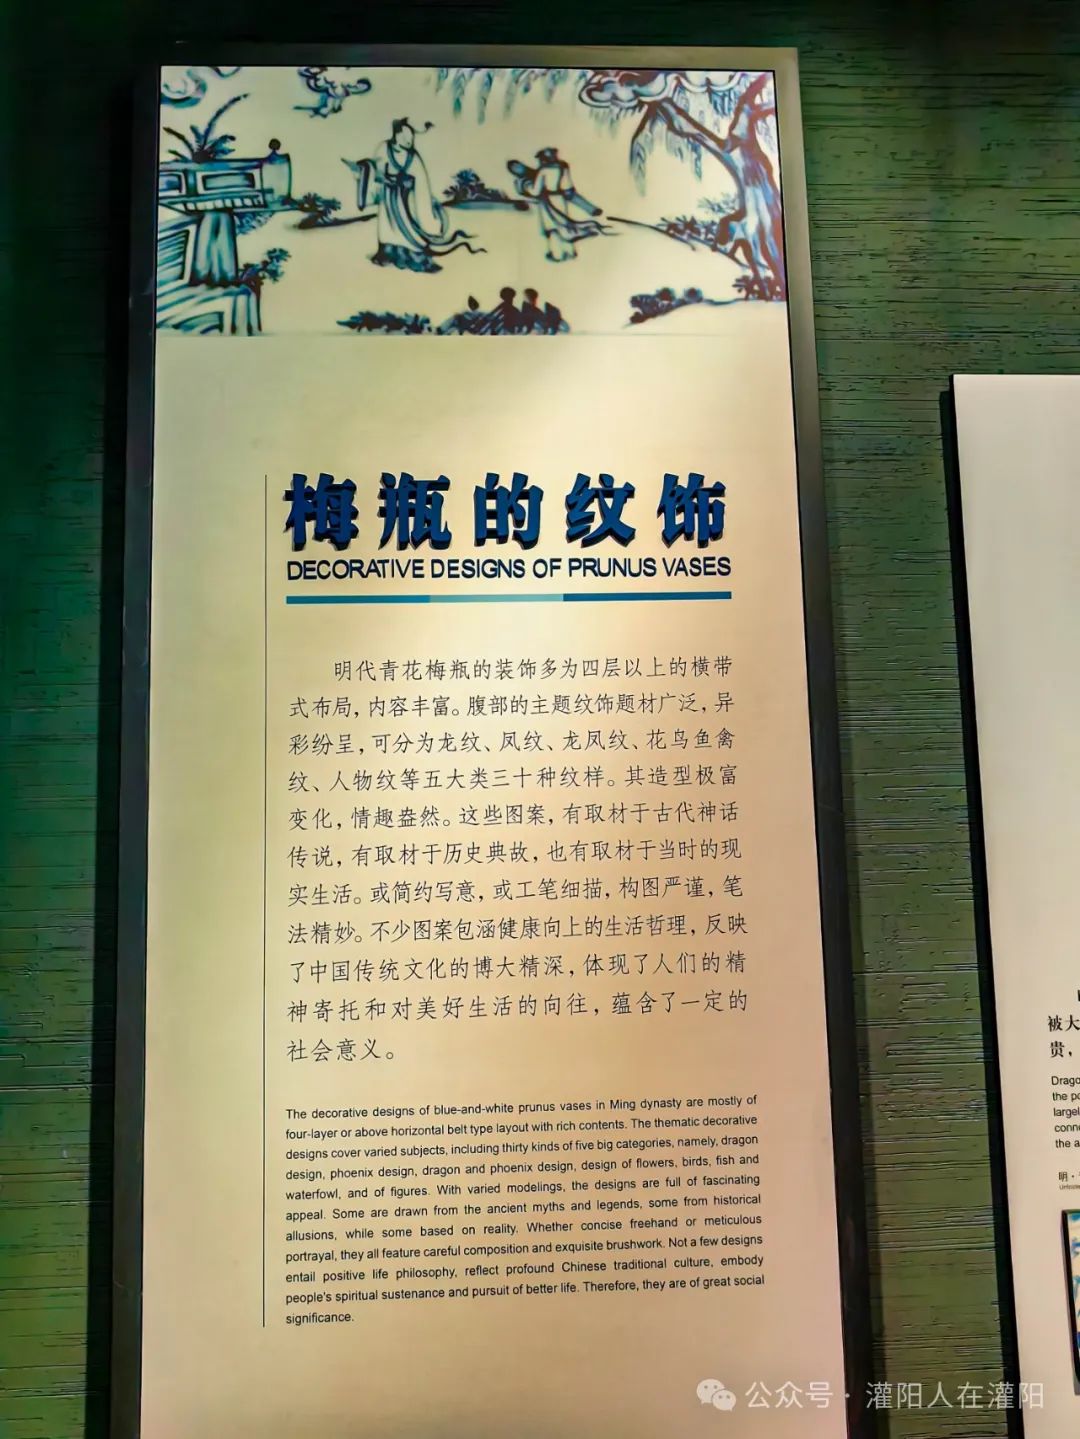 梅瓶的纹饰
DECORATIVE DESIGNS OF PRUNUS VASES
明代青花梅瓶的装饰多为四层以上的横带
式布局，内容丰富。腹部的主题纹饰题材广泛，异
彩纷呈，可分为龙纹、凤纹、龙凤纹、花鸟鱼禽
纹、人物纹等五大类三十种纹样。其造型极富
变化，情趣盎然。这些图案，有取材于古代神话
传说，有取材于历史典故，也有取材于当时的现
实生活。或简约写意，或工笔细描，构图严谨，笔
法精妙。不少图案包涵健康向上的生活哲理，反映
了中国传统文化的博大精深，体现了人们的精
神寄托和对美好生活的向往，蕴含了一定的
社会意义。
The decorative designs of blue-and-white prunus vases in Ming dynasty are mostly of
four-layer or above horizontal belt type layout with rich contents. The thematic decorative
designs cover varied subjects, including thirty kinds of five big categories, namely, dragon
design, phoenix design, dragon and phoenix design, design of flowers, birds, fish and
waterfowl, and of figures. With varied modelings, the designs are full of fascinating
appeal. Some are drawn from the ancient myths and legends, some from historical
allusions, while some based on reality. Whether concise freehand or meticulous
portrayal, they all feature careful composition and exquisite brushwork. Not a few designs
entail positive life philosophy, reflect profound Chinese traditional culture, embody
people's spiritual sustenance and pursuit of better life. Therefore, they are of great social
significance.
被大
贵，
Drago
the po
largel
conn
the a
明·
公众号·灌阳人在灌阳